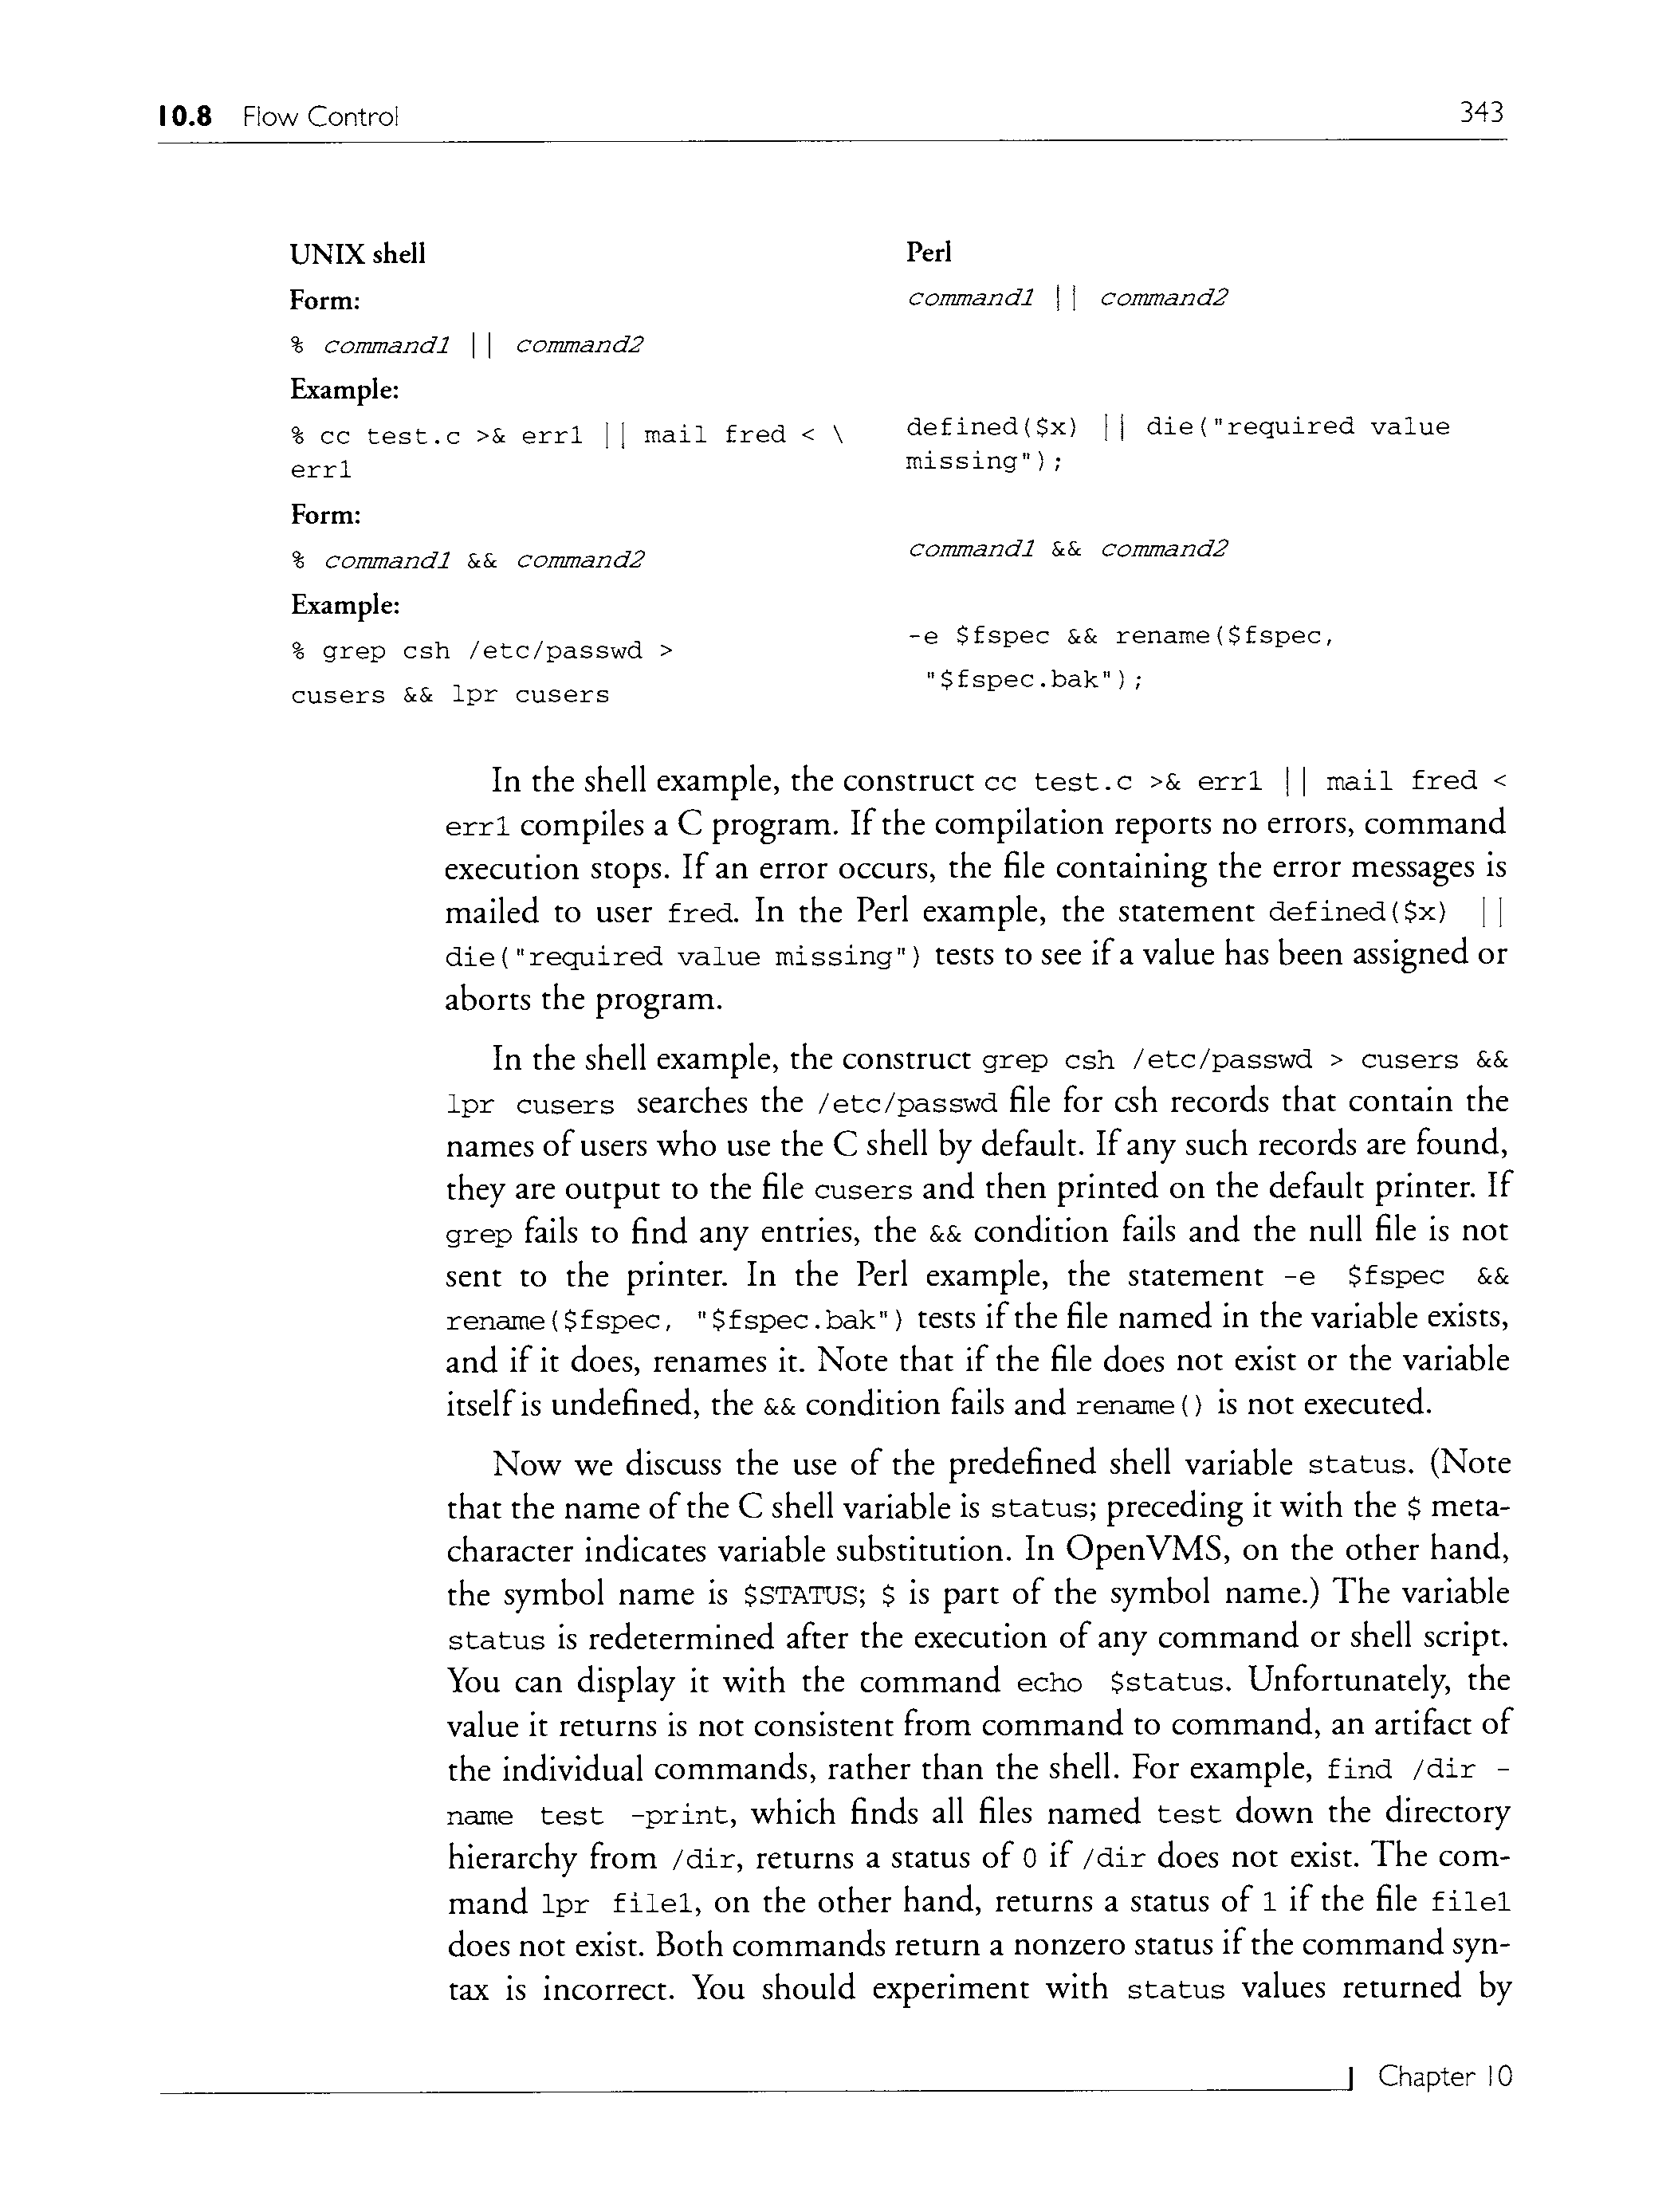 10.8 Flow Control 343
UNIX shell Perl
Form: command1 || command2
% command1 || command2
Example:
% cc test.c >& err1 || mail fred < \ defined($x) || die("required value
err1 missing");
Form:
% command1 && command2 command1 && command2
Example:
% grep csh /etc/passwd > -e $fspec && rename($fspec,
cusers && lpr cusers "$fspec.bak");
In the shell example, the construct cc test.c >& err1 || mail fred <
err1 compiles a C program. If the compilation reports no errors, command
execution stops. If an error occurs, the file containing the error messages is
mailed to user fred. In the Perl example, the statement defined($x) ||
die("required value missing") tests to see if a value has been assigned or
aborts the program.
In the shell example, the construct grep csh /etc/passwd > cusers &&
lpr cusers searches the /etc/passwd file for csh records that contain the
names of users who use the C shell by default. If any such records are found,
they are output to the file cusers and then printed on the default printer. If
grep fails to find any entries, the && condition fails and the null file is not
sent to the printer. In the Perl example, the statement -e $fspec &&
rename($fspec, "$fspec.bak") tests if the file named in the variable exists,
and if it does, renames it. Note that if the file does not exist or the variable
itself is undefined, the && condition fails and rename() is not executed.
Now we discuss the use of the predefined shell variable status. (Note
that the name of the C shell variable is status; preceding it with the $ meta-
character indicates variable substitution. In OpenVMS, on the other hand,
the symbol name is $STATUS; $ is part of the symbol name.) The variable
status is redetermined after the execution of any command or shell script.
You can display it with the command echo $status. Unfortunately, the
value it returns is not consistent from command to command, an artifact of
the individual commands, rather than the shell. For example, find /dir -
name test -print, which finds all files named test down the directory
hierarchy from /dir, returns a status of 0 if /dir does not exist. The com-
mand lpr file1, on the other hand, returns a status of 1 if the file file1
does not exist. Both commands return a nonzero status if the command syn-
tax is incorrect. You should experiment with status values returned by
Chapter 10